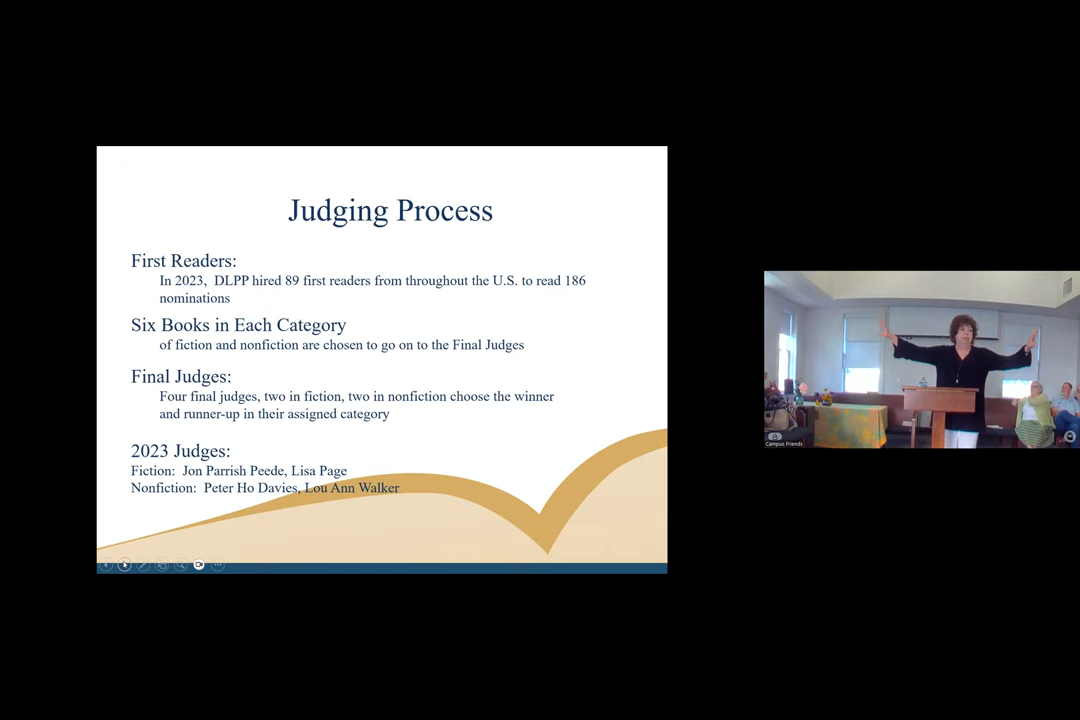 Judging Process
First Readers:
In 2023, DLPP hired 89 first readers from throughout the U.S. to read 186
nominations
Six Books in Each Category
of fiction and nonfiction are chosen to go on to the Final Judges
Final Judges:
Four final judges, two in fiction, two in nonfiction choose the winner
and runner-up in their assigned category
2023 Judges:
Fiction: Jon Parrish Peede, Lisa Page
Nonfiction: Peter Ho Davies, Lou Ann Walker
Campus Friends